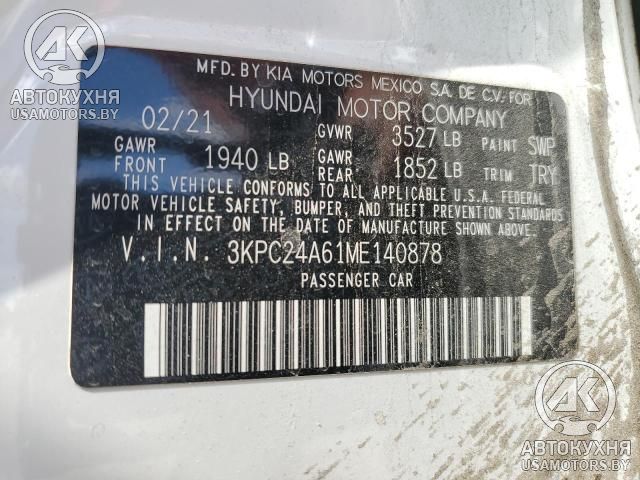 AK
АВТОКУХНЯ
USAMOTORS.BY
MFD. BY KIA MOTORS MEXICO S.A. DE C.V. FOR
HYUNDAI MOTOR COMPANY
02/21 GVWR 3527 LB PAINT SWP
GAWR FRONT 1940 LB GAWR REAR 1852 LB TRIM TRY
THIS VEHICLE CONFORMS TO ALL APPLICABLE U.S.A. FEDERAL
MOTOR VEHICLE SAFETY, BUMPER, AND THEFT PREVENTION STANDARDS
IN EFFECT ON THE DATE OF MANUFACTURE SHOWN ABOVE.
V.I.N. 3KPC24A61ME140878
PASSENGER CAR
AK
АВТОКУХНЯ
USAMOTORS.BY